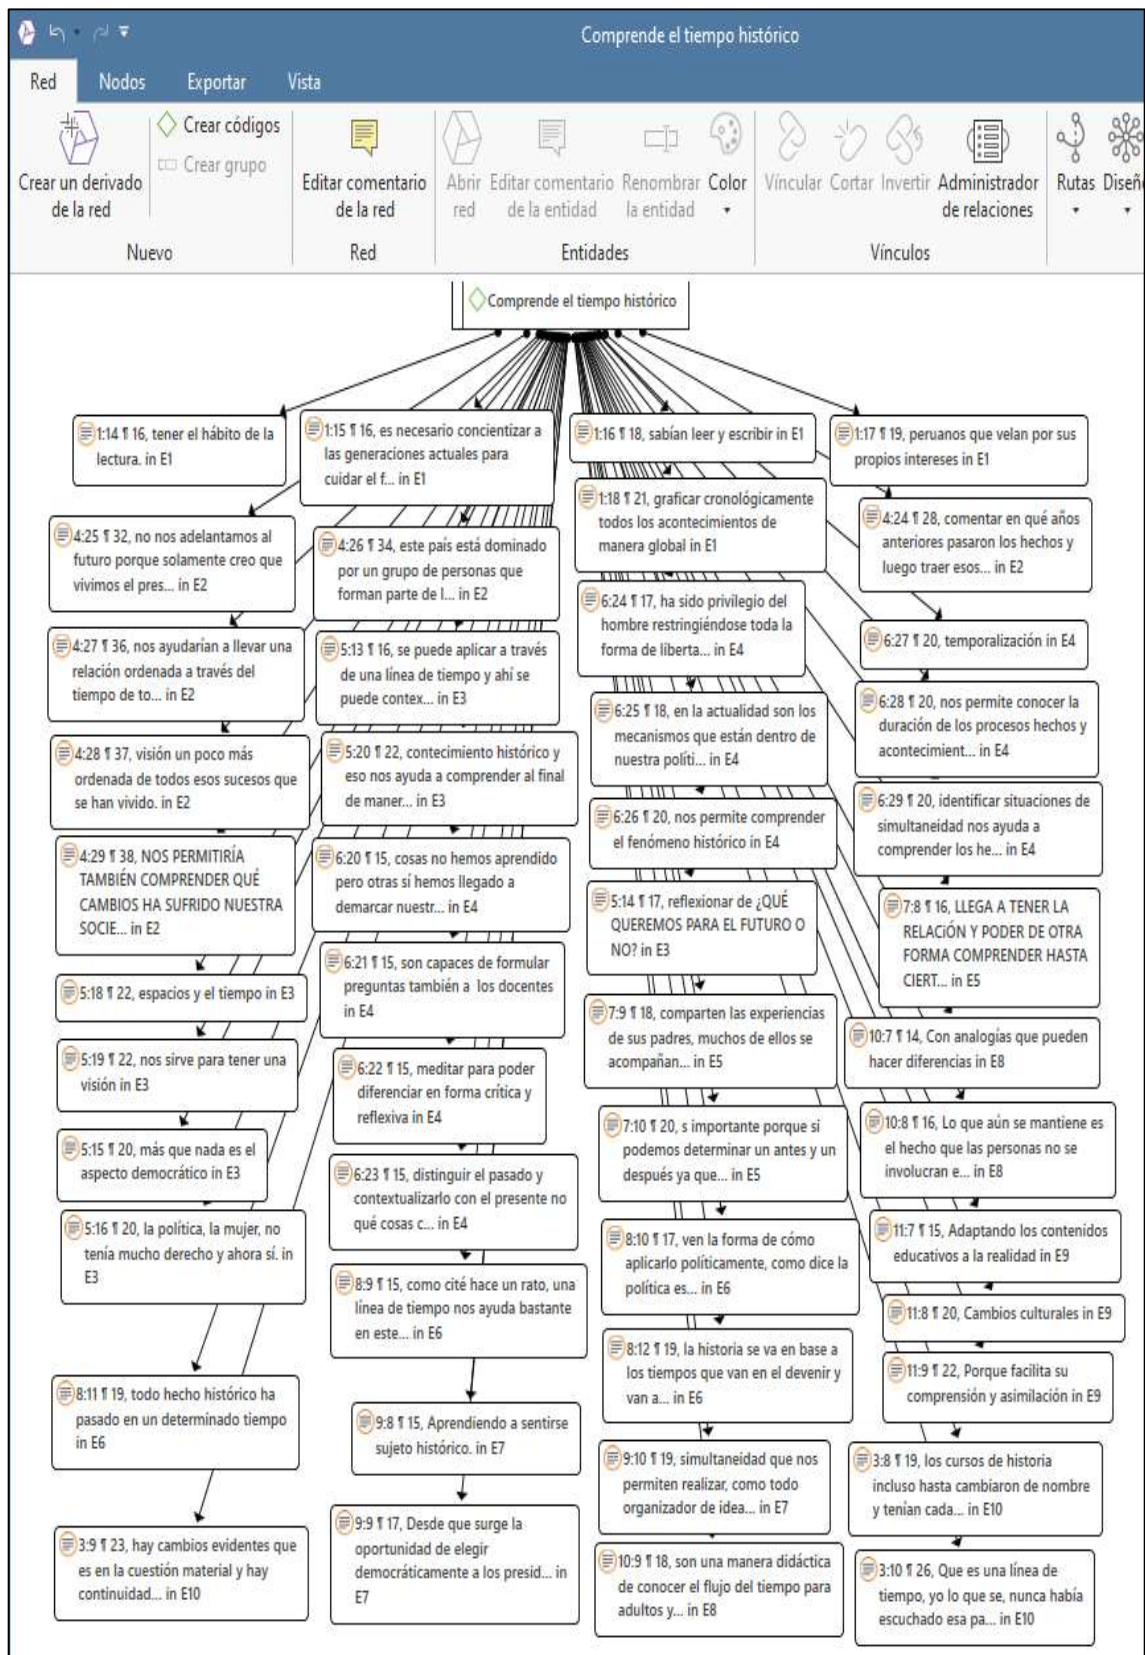 Comprende el tiempo histórico
Red
Nodos
Exportar
Vista
Crear un derivado
de la red
Crear códigos
Crear grupo
Nuevo
Editar comentario
de la red
Red
Abrir
red
Editar comentario
de la entidad
Renombrar
la entidad
Color
Entidades
Víncular
Cortar
Invertir
Administrador
de relaciones
Vínculos
Rutas
Diseñ
Comprende el tiempo histórico
1:14 ¶ 16, tener el hábito de la
lectura. in E1
4:25 ¶ 32, no nos adelantamos al
futuro porque solamente creo que
vivimos el pres... in E2
4:27 ¶ 36, nos ayudarían a llevar una
relación ordenada a través del
tiempo de to... in E2
4:28 ¶ 37, visión un poco más
ordenada de todos esos sucesos que
se han vivido. in E2
4:29 ¶ 38, NOS PERMITIRÍA
TAMBIÉN COMPRENDER QUÉ
CAMBIOS HA SUFRIDO NUESTRA
SOCIE... in E2
5:18 ¶ 22, espacios y el tiempo in E3
5:19 ¶ 22, nos sirve para tener una
visión in E3
5:15 ¶ 20, más que nada es el
aspecto democrático in E3
5:16 ¶ 20, la política, la mujer, no
tenía mucho derecho y ahora sí. in
E3
8:11 ¶ 19, todo hecho histórico ha
pasado en un determinado tiempo
in E6
3:9 ¶ 23, hay cambios evidentes que
es en la cuestión material y hay
continuidad... in E10
1:15 ¶ 16, es necesario concientizar a
las generaciones actuales para
cuidar el f... in E1
4:26 ¶ 34, este país está dominado
por un grupo de personas que
forman parte de l... in E2
5:13 ¶ 16, se puede aplicar a través
de una línea de tiempo y ahí se
puede contex... in E3
5:20 ¶ 22, contecimiento histórico y
eso nos ayuda a comprender al final
de maner... in E3
6:20 ¶ 15, cosas no hemos aprendido
pero otras sí hemos llegado a
demarcar nuestr... in E4
6:21 ¶ 15, son capaces de formular
preguntas también a los docentes
in E4
6:22 ¶ 15, meditar para poder
diferenciar en forma crítica y
reflexiva in E4
6:23 ¶ 15, distinguir el pasado y
contextualizarlo con el presente no
qué cosas c... in E4
8:9 ¶ 15, como cité hace un rato, una
línea de tiempo nos ayuda bastante
en este... in E6
9:8 ¶ 15, Aprendiendo a sentirse
sujeto histórico. in E7
9:9 ¶ 17, Desde que surge la
oportunidad de elegir
democráticamente a los presid... in
E7
1:16 ¶ 18, sabían leer y escribir in E1
1:18 ¶ 21, graficar cronológicamente
todos los acontecimientos de
manera global in E1
6:24 ¶ 17, ha sido privilegio del
hombre restringiéndose toda la
forma de liberta... in E4
6:25 ¶ 18, en la actualidad son los
mecanismos que están dentro de
nuestra políti... in E4
6:26 ¶ 20, nos permite comprender
el fenómeno histórico in E4
5:14 ¶ 17, reflexionar de ¿QUÉ
QUEREMOS PARA EL FUTURO O
NO? in E3
7:9 ¶ 18, comparten las experiencias
de sus padres, muchos de ellos se
acompañan... in E5
7:10 ¶ 20, s importante porque si
podemos determinar un antes y un
después ya que... in E5
8:10 ¶ 17, ven la forma de cómo
aplicarlo políticamente, como dice la
política es... in E6
8:12 ¶ 19, la historia se va en base a
los tiempos que van en el devenir y
van a... in E6
9:10 ¶ 19, simultaneidad que nos
permiten realizar, como todo
organizador de idea... in E7
10:9 ¶ 18, son una manera didáctica
de conocer el flujo del tiempo para
adultos y... in E8
1:17 ¶ 19, peruanos que velan por sus
propios intereses in E1
4:24 ¶ 28, comentar en qué años
anteriores pasaron los hechos y
luego traer esos... in E2
6:27 ¶ 20, temporalización in E4
6:28 ¶ 20, nos permite conocer la
duración de los procesos hechos y
acontecimient... in E4
6:29 ¶ 20, identificar situaciones de
simultaneidad nos ayuda a
comprender los he... in E4
7:8 ¶ 16, LLEGA A TENER LA
RELACIóN Y PODER DE OTRA
FORMA COMPRENDER HASTA
CIERT... in E5
10:7 ¶ 14, Con analogías que pueden
hacer diferencias in E8
10:8 ¶ 16, Lo que aún se mantiene es
el hecho que las personas no se
involucran e... in E8
11:7 ¶ 15, Adaptando los contenidos
educativos a la realidad in E9
11:8 ¶ 20, Cambios culturales in E9
11:9 ¶ 22, Porque facilita su
comprensión y asimilación in E9
3:8 ¶ 19, los cursos de historia
incluso hasta cambiaron de nombre
y tenían cada... in E10
3:10 ¶ 26, Que es una línea de
tiempo, yo lo que se, nunca había
escuchado esa pa... in E10